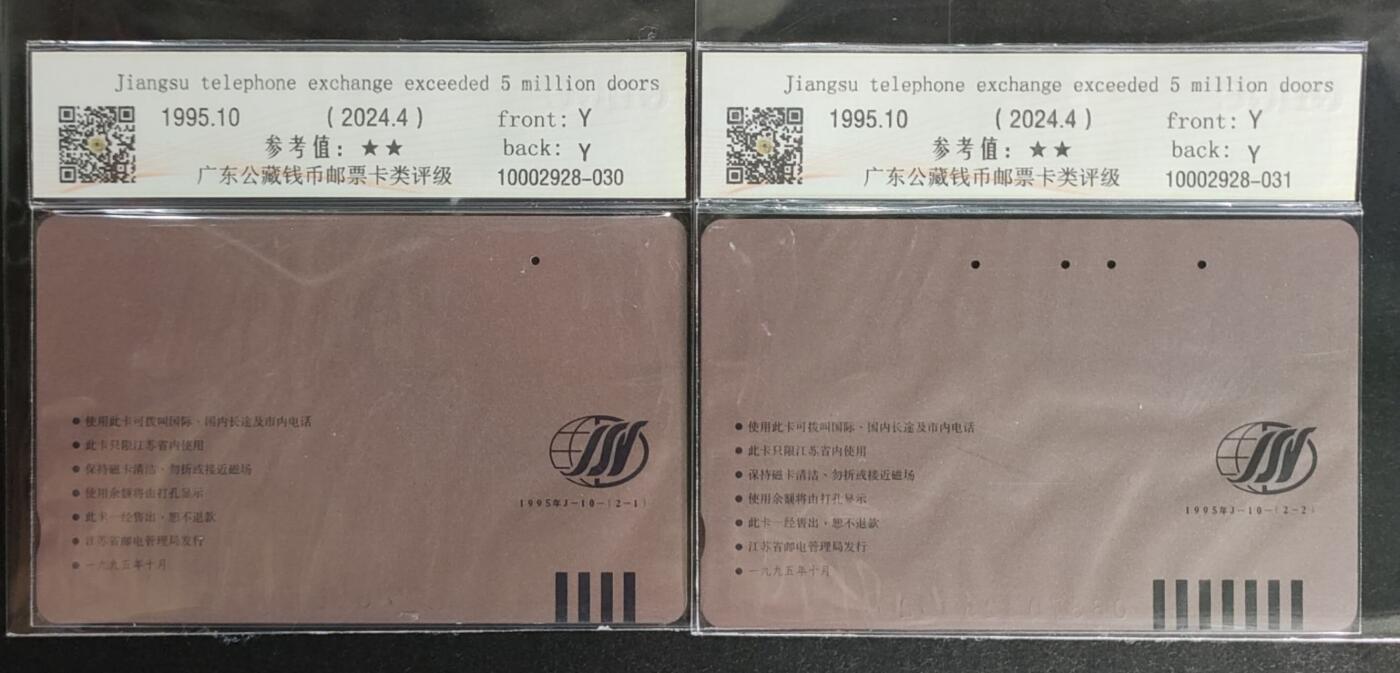 Jiangsu telephone exchange exceeded 5 million doors
1995.10 (2024.4) front: Y
参考值: ★★ back: Y
广东公藏钱币邮票卡类评级 10002928-030
● 使用此卡可拨叫国际、国内长途及市内电话
● 此卡只限江苏省内使用
● 保持磁卡清洁、勿折或接近磁场
● 使用余额将由打孔显示
● 此卡一经售出，恕不退款
● 江苏省邮电管理局发行
● 一九九五年十月
JSN
1995年J-10-(2-1)
Jiangsu telephone exchange exceeded 5 million doors
1995.10 (2024.4) front: Y
参考值: ★★ back: Y
广东公藏钱币邮票卡类评级 10002928-031
● 使用此卡可拨叫国际、国内长途及市内电话
● 此卡只限江苏省内使用
● 保持磁卡清洁、勿折或接近磁场
● 使用余额将由打孔显示
● 此卡一经售出，恕不退款
● 江苏省邮电管理局发行
● 一九九五年十月
JSN
1995年J-10-(2-2)